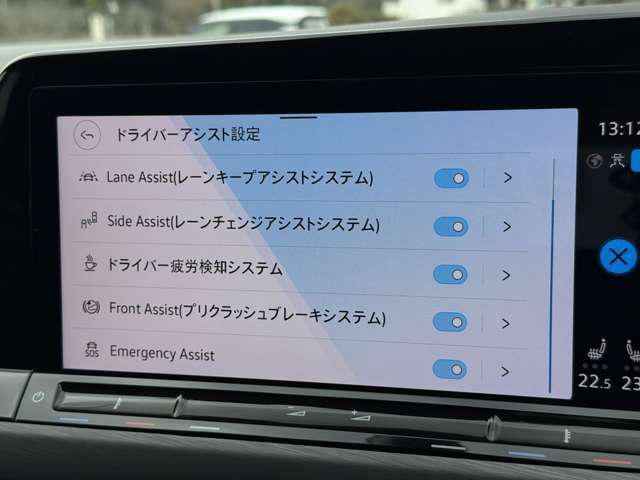 ドライバーアシスト設定
13:12
Lane Assist(レーンキープアシストシステム)
Side Assist(レーンチェンジアシストシステム)
ドライバー疲労検知システム
Front Assist(プリクラッシュブレーキシステム)
SOS Emergency Assist
22.5